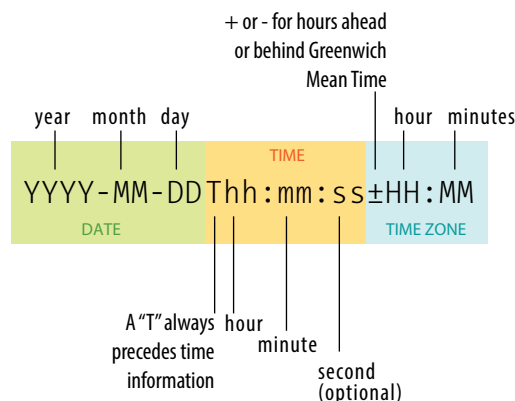 + or - for hours ahead
or behind Greenwich
Mean Time
year month day
hour minutes
TIME
YYYY-MM-DDThh:mm:ss±HH:MM
DATE
TIME ZONE
A “T” always
precedes time
information
hour
minute
second
(optional)